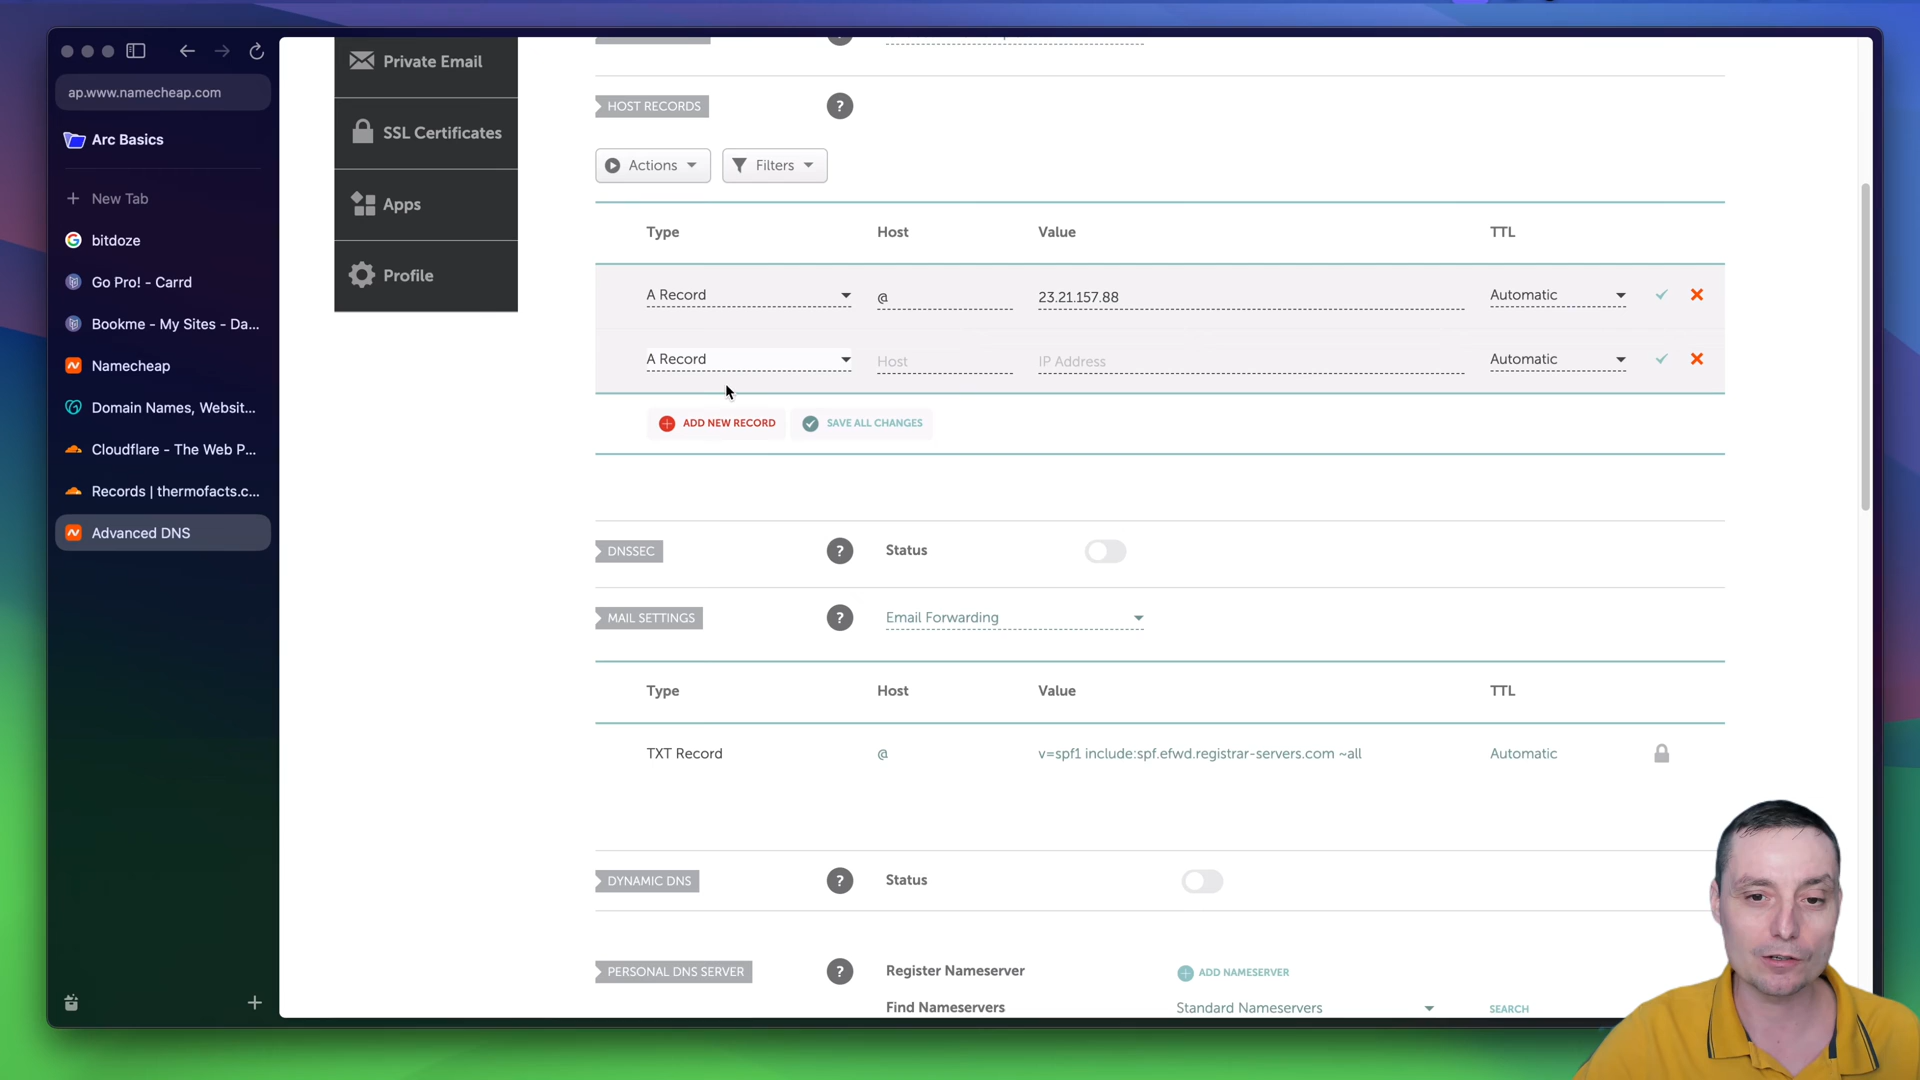 ap.www.namecheap.com
Arc Basics
New Tab
bitdoze
Go Pro! - Carrd
Bookme - My Sites - Da...
Namecheap
Domain Names, Websit...
Cloudflare - The Web P...
Records | thermofacts.c...
Advanced DNS
Private Email
SSL Certificates
Apps
Profile
HOST RECORDS ?
Actions Filters
Type Host Value TTL
A Record @ 23.21.157.88 Automatic
A Record Host IP Address Automatic
ADD NEW RECORD SAVE ALL CHANGES
DNSSEC ? Status
MAIL SETTINGS ? Email Forwarding
Type Host Value TTL
TXT Record @ v=spf1 include:spf.efwd.registrar-servers.com ~all Automatic
DYNAMIC DNS ? Status
PERSONAL DNS SERVER ? Register Nameserver ADD NAMESERVER
Find Nameservers Standard Nameservers SEARCH